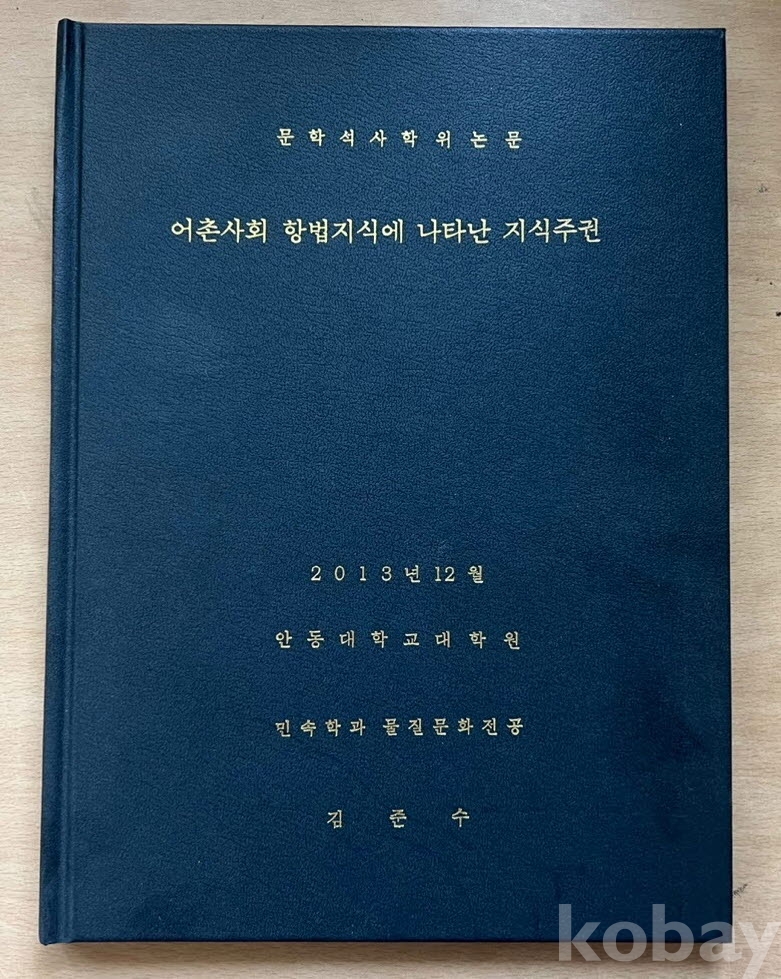 문학석사학위논문
어촌사회 항법지식에 나타난 지식주권
2013년 12월
안동대학교대학원
민속학과 물질문화전공
김준수
kobay